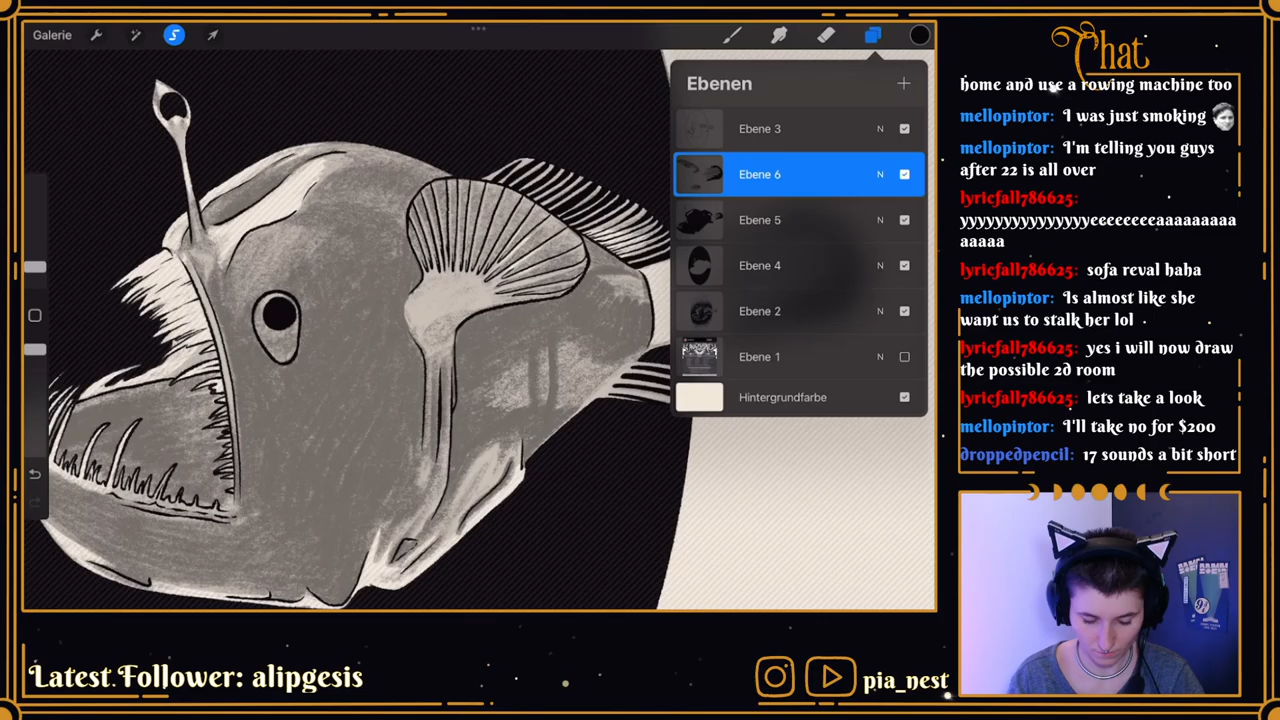 Galerie
Ebenen
Ebene 3 N
Ebene 6 N
Ebene 5 N
Ebene 4 N
Ebene 2 N
Ebene 1 N
Hintergrundfarbe
Chat
home and use a rowing machine too
mellopintor: I was just smoking
mellopintor: I'm telling you guys
after 22 is all over
lyricfall786625:
yyyyyyyyyyyyyyyeeeeeeeeaaaaaaaaa
aaaaa
lyricfall786625: sofa reval haha
mellopintor: Is almost like she
want us to stalk her lol
lyricfall786625: yes i will now draw
the possible 2d room
lyricfall786625: lets take a look
mellopintor: I'll take no for $200
droppedpencil: 17 sounds a bit short
Latest Follower: alipgesis
pia_nest